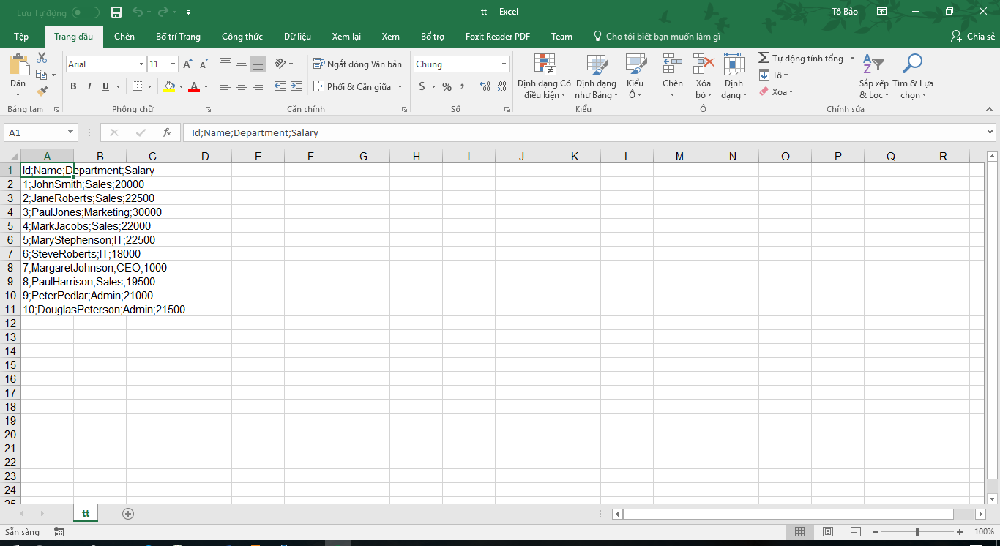 Lưu Tự động
tt - Excel
Tô Bảo
Tệp Trang đầu Chèn Bố trí Trang Công thức Dữ liệu Xem lại Xem Bổ trợ Foxit Reader PDF Team Cho tôi biết bạn muốn làm gì Chia sẻ
Dán
Bảng tạm
Arial 11
B I U
Phông chữ
Ngắt dòng Văn bản
Phối & Căn giữa
Căn chỉnh
Chung
$ % ,
Số
Định dạng Có điều kiện
Định dạng như Bảng
Kiểu Ô
Kiểu
Chèn
Xóa bỏ
Định dạng
Ô
Tự động tính tổng
Tô
Xóa
Sắp xếp & Lọc
Tìm & Lựa chọn
Chỉnh sửa
A1 fx Id;Name;Department;Salary
A B C D E F G H I J K L M N O P Q R
1 Id;Name;Department;Salary
2 1;JohnSmith;Sales;20000
3 2;JaneRoberts;Sales;22500
4 3;PaulJones;Marketing;30000
5 4;MarkJacobs;Sales;22000
6 5;MaryStephenson;IT;22500
7 6;SteveRoberts;IT;18000
8 7;MargaretJohnson;CEO;1000
9 8;PaulHarrison;Sales;19500
10 9;PeterPedlar;Admin;21000
11 10;DouglasPeterson;Admin;21500
12
13
14
15
16
17
18
19
20
21
22
23
24
25
tt
Sẵn sàng
100%